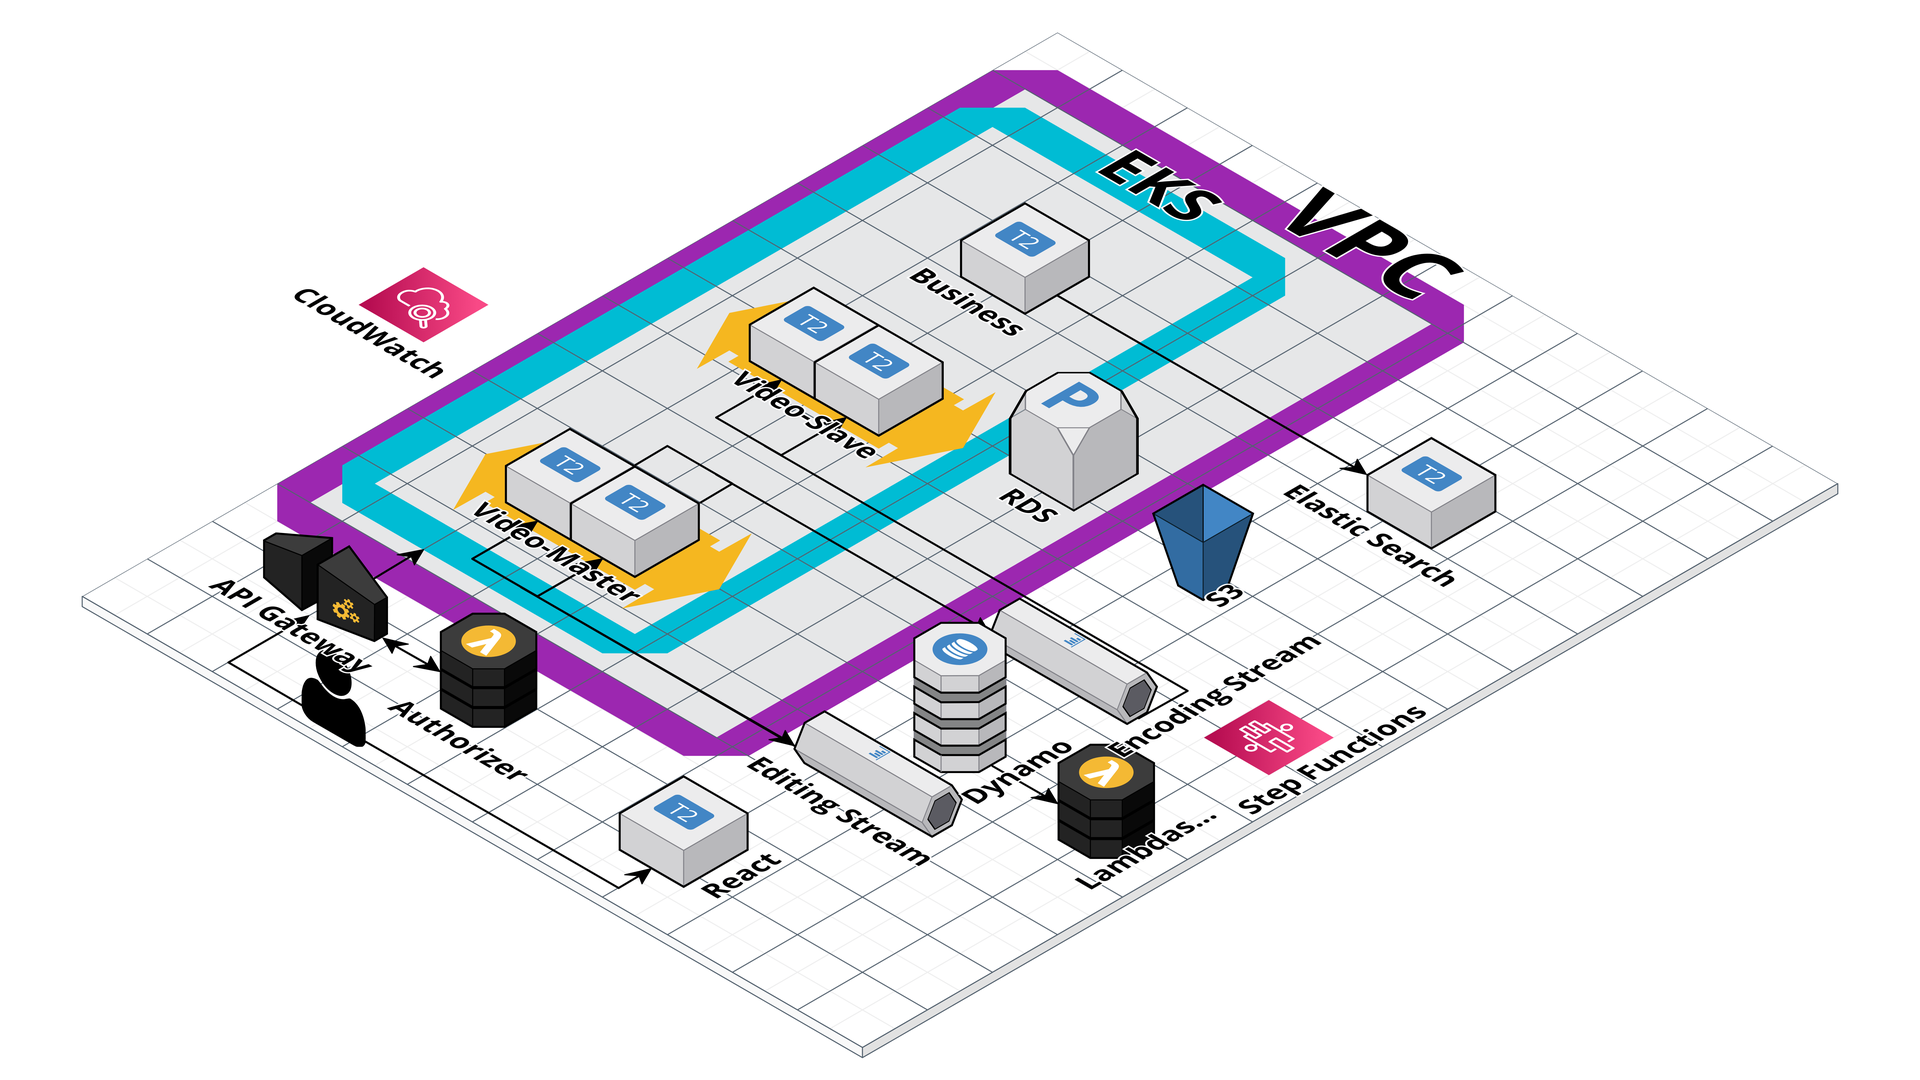 EKS
VPC
T2
Business
CloudWatch
T2
T2
Video-slave
P
RDS
T2
T2
Video-Master
T2
Elastic Search
S3
API Gateway
λ
Authorizer
Encoding Stream
Editing Stream
Dynamo
Step Functions
λ
Lambdas...
T2
React